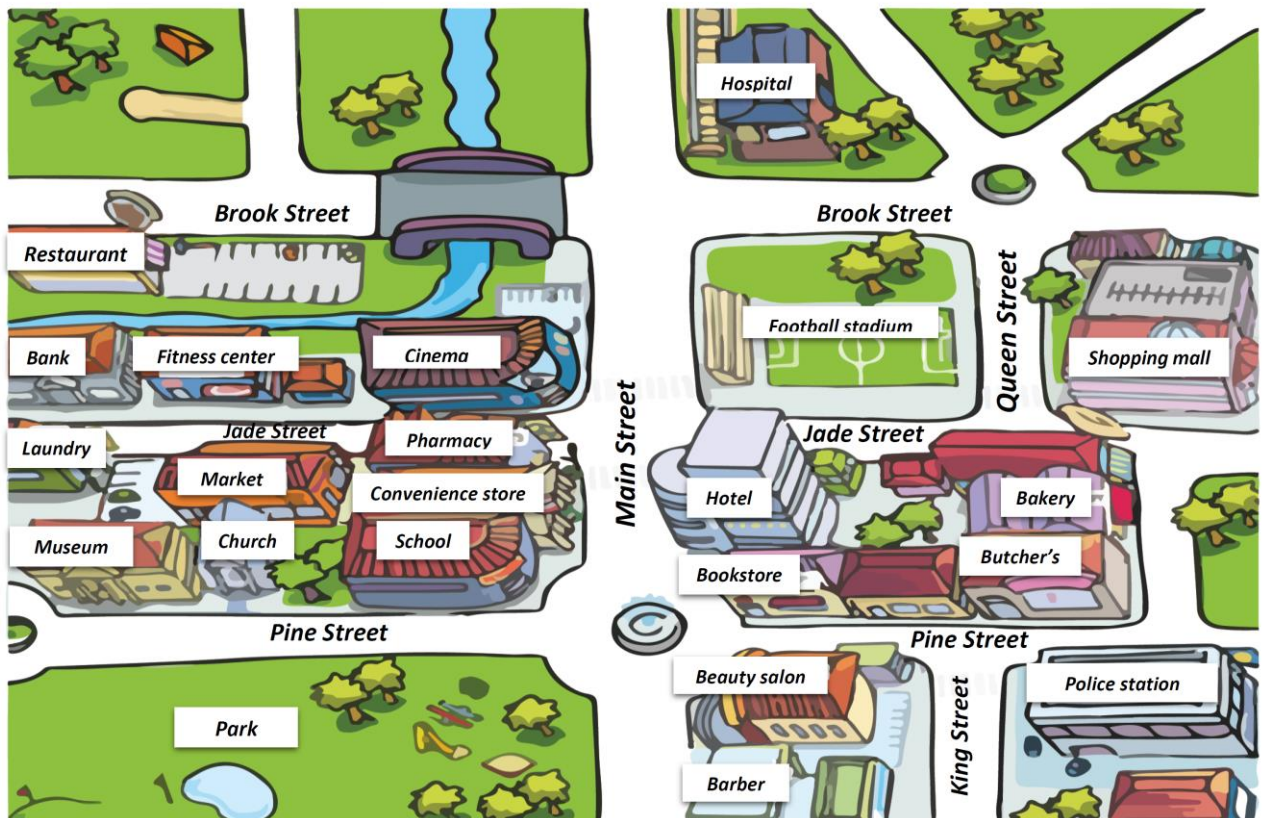 Hospital
Brook Street
Brook Street
Restaurant
Football stadium
Queen Street
Bank
Fitness center
Cinema
Shopping mall
Main Street
Jade Street
Jade Street
Laundry
Pharmacy
Market
Convenience store
Hotel
Bakery
Museum
Church
School
Butcher's
Bookstore
Pine Street
Pine Street
Beauty salon
Police station
King Street
Park
Barber